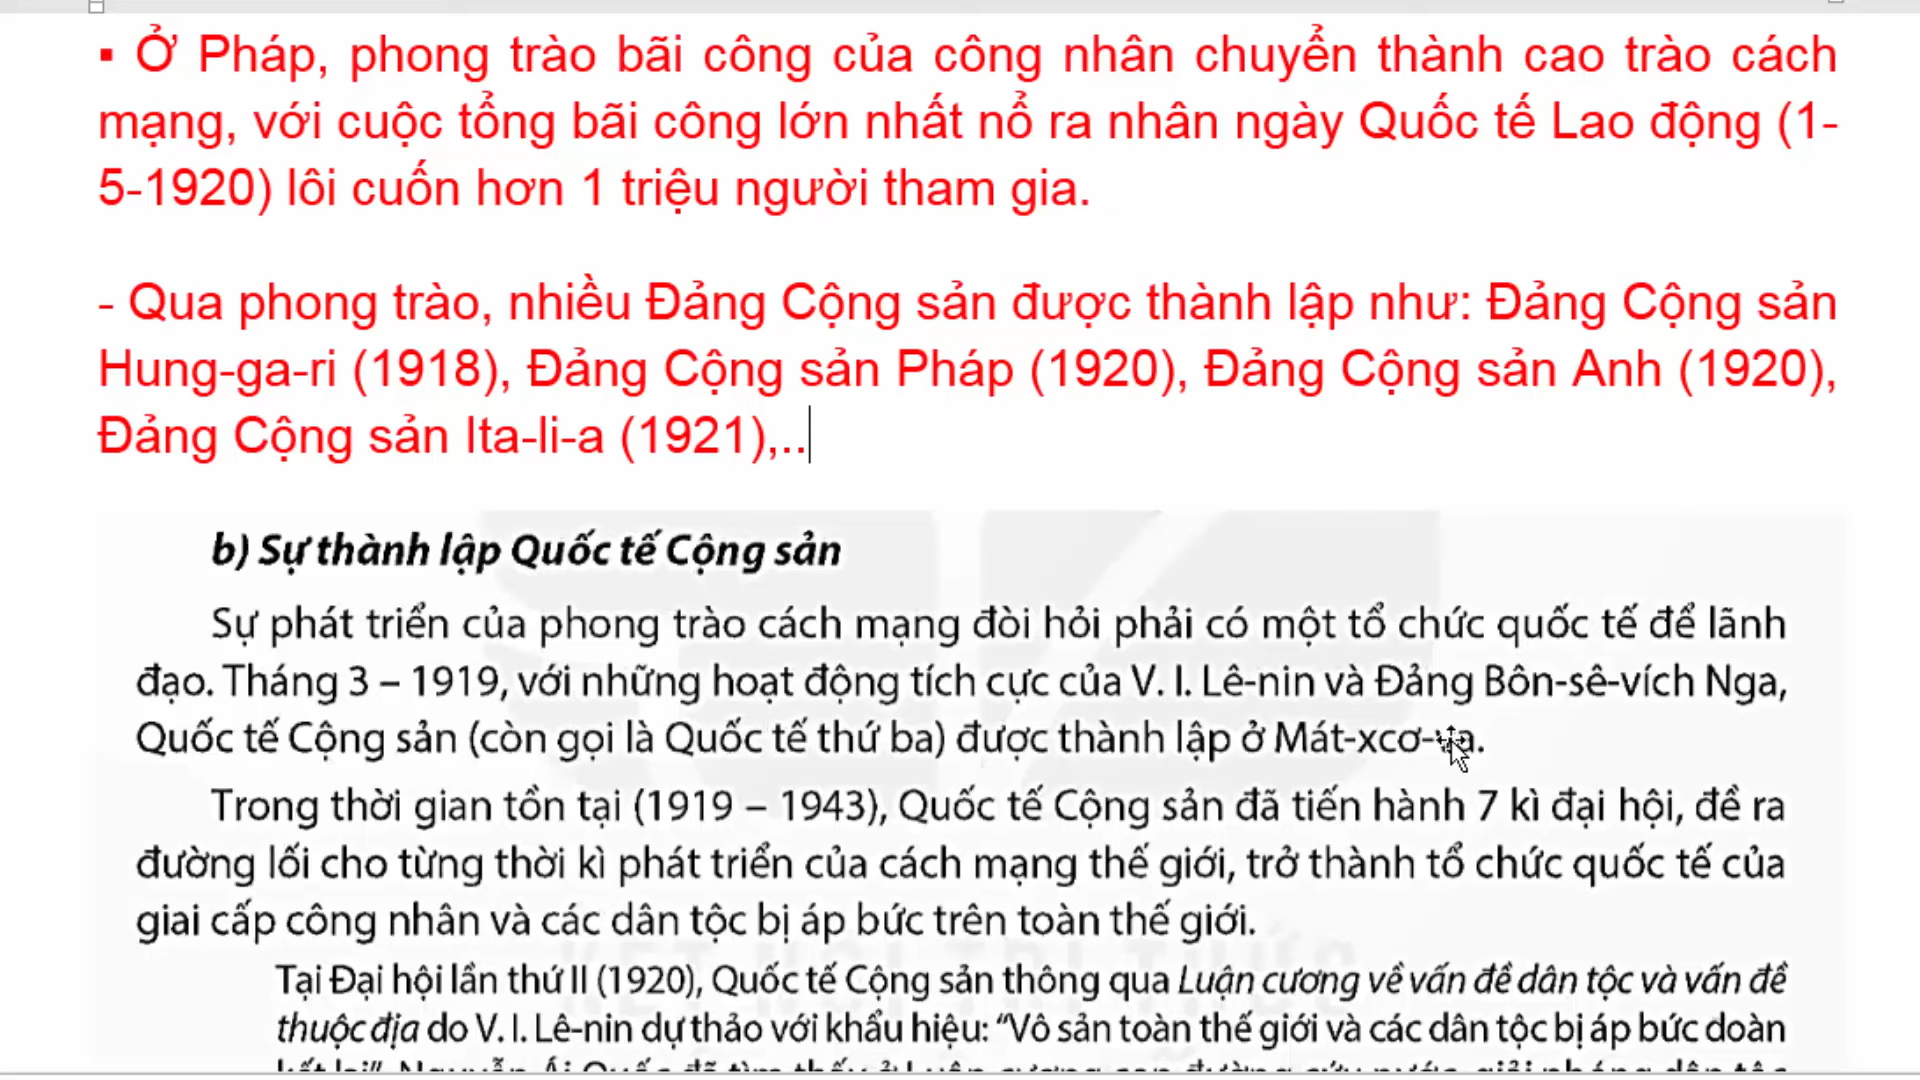 ▪ Ở Pháp, phong trào bãi công của công nhân chuyển thành cao trào cách
mạng, với cuộc tổng bãi công lớn nhất nổ ra nhân ngày Quốc tế Lao động (1-
5-1920) lôi cuốn hơn 1 triệu người tham gia.
- Qua phong trào, nhiều Đảng Cộng sản được thành lập như: Đảng Cộng sản
Hung-ga-ri (1918), Đảng Cộng sản Pháp (1920), Đảng Cộng sản Anh (1920),
Đảng Cộng sản Ita-li-a (1921),..
b) Sự thành lập Quốc tế Cộng sản
Sự phát triển của phong trào cách mạng đòi hỏi phải có một tổ chức quốc tế để lãnh
đạo. Tháng 3 – 1919, với những hoạt động tích cực của V. I. Lê-nin và Đảng Bôn-sê-vích Nga,
Quốc tế Cộng sản (còn gọi là Quốc tế thứ ba) được thành lập ở Mát-xcơ-va.
Trong thời gian tồn tại (1919 – 1943), Quốc tế Cộng sản đã tiến hành 7 kì đại hội, đề ra
đường lối cho từng thời kì phát triển của cách mạng thế giới, trở thành tổ chức quốc tế của
giai cấp công nhân và các dân tộc bị áp bức trên toàn thế giới.
KẾT NỐI TRI THỨC
Tại Đại hội lần thứ II (1920), Quốc tế Cộng sản thông qua Luận cương về vấn đề dân tộc và vấn đề
thuộc địa do V. I. Lê-nin dự thảo với khẩu hiệu: “Vô sản toàn thế giới và các dân tộc bị áp bức đoàn